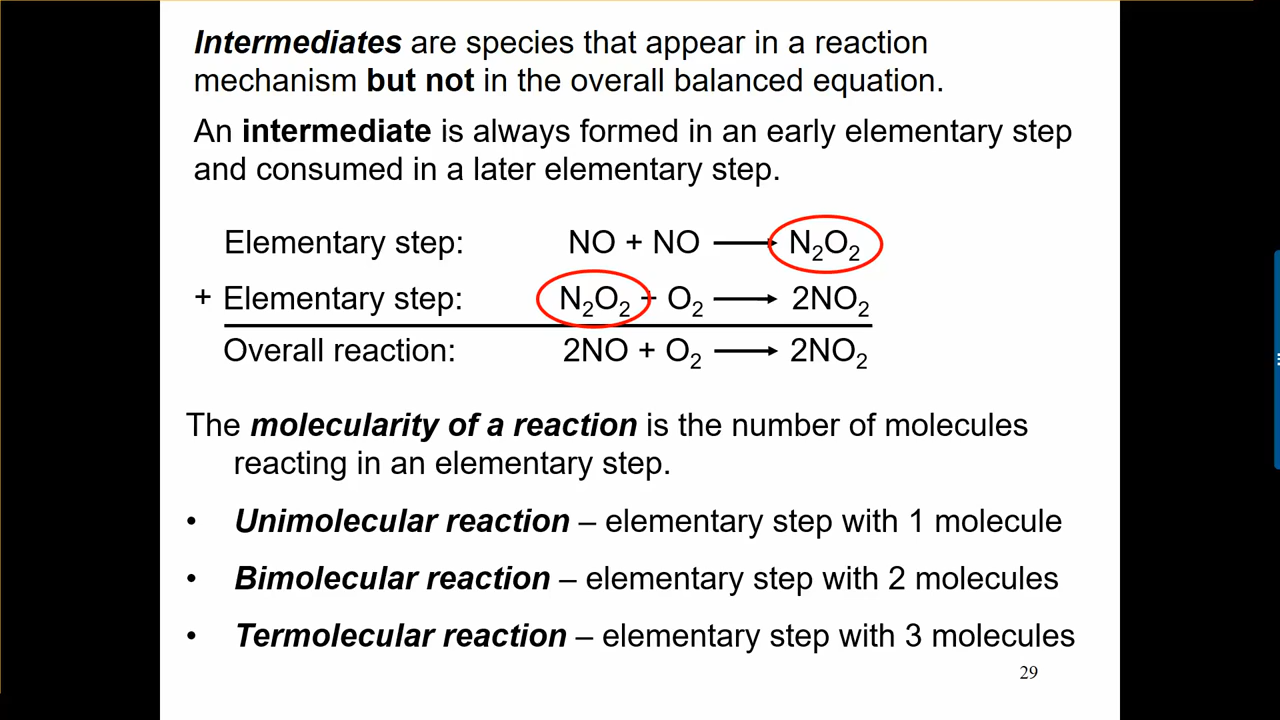 Intermediates are species that appear in a reaction
mechanism but not in the overall balanced equation.
An intermediate is always formed in an early elementary step
and consumed in a later elementary step.
Elementary step: NO + NO ⟶ N₂O₂
+ Elementary step: N₂O₂ + O₂ ⟶ 2NO₂
Overall reaction: 2NO + O₂ ⟶ 2NO₂
The molecularity of a reaction is the number of molecules
reacting in an elementary step.
• Unimolecular reaction – elementary step with 1 molecule
• Bimolecular reaction – elementary step with 2 molecules
• Termolecular reaction – elementary step with 3 molecules
29